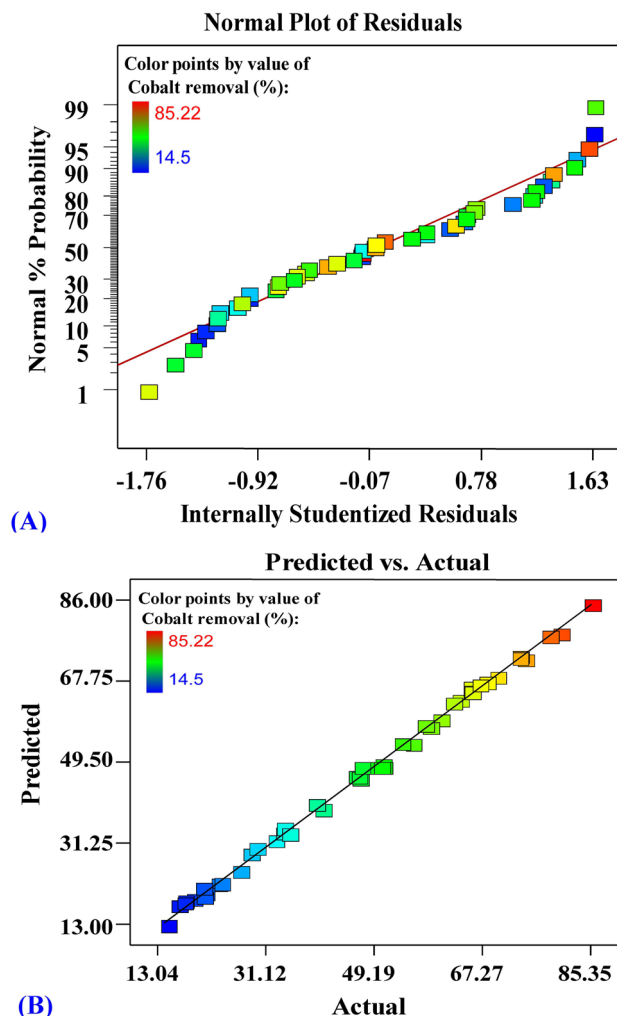 Normal Plot of Residuals
Color points by value of
Cobalt removal (%):
85.22
14.5
Normal % Probability
99
95
90
80
70
50
30
20
10
5
1
-1.76
-0.92
-0.07
0.78
1.63
(A)
Internally Studentized Residuals
Predicted vs. Actual
Color points by value of
Cobalt removal (%):
85.22
14.5
Predicted
86.00
67.75
49.50
31.25
13.00
13.04
31.12
49.19
67.27
85.35
(B)
Actual